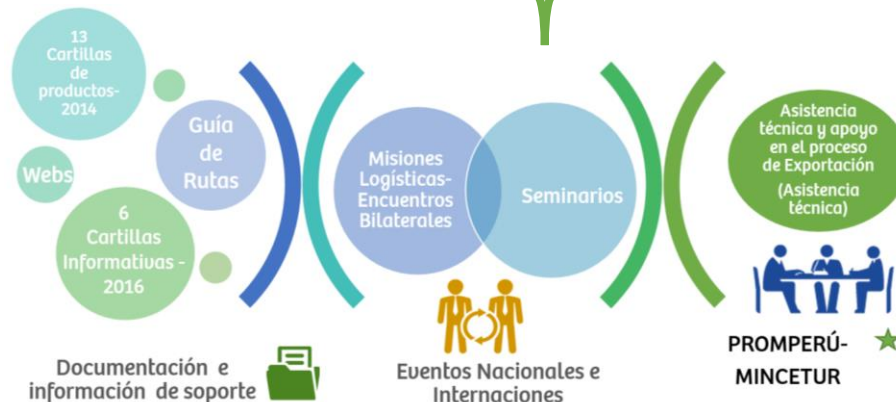 13
Cartillas
de
productos-
2014
Webs
Guía
de
Rutas
6
Cartillas
Informativas -
2016
Documentación e
información de soporte
Misiones
Logísticas-
Encuentros
Bilaterales
Seminarios
Eventos Nacionales e
Internaciones
Asistencia
técnica y apoyo
en el proceso
de Exportación
(Asistencia
técnica)
PROMPERÚ-
MINCETUR